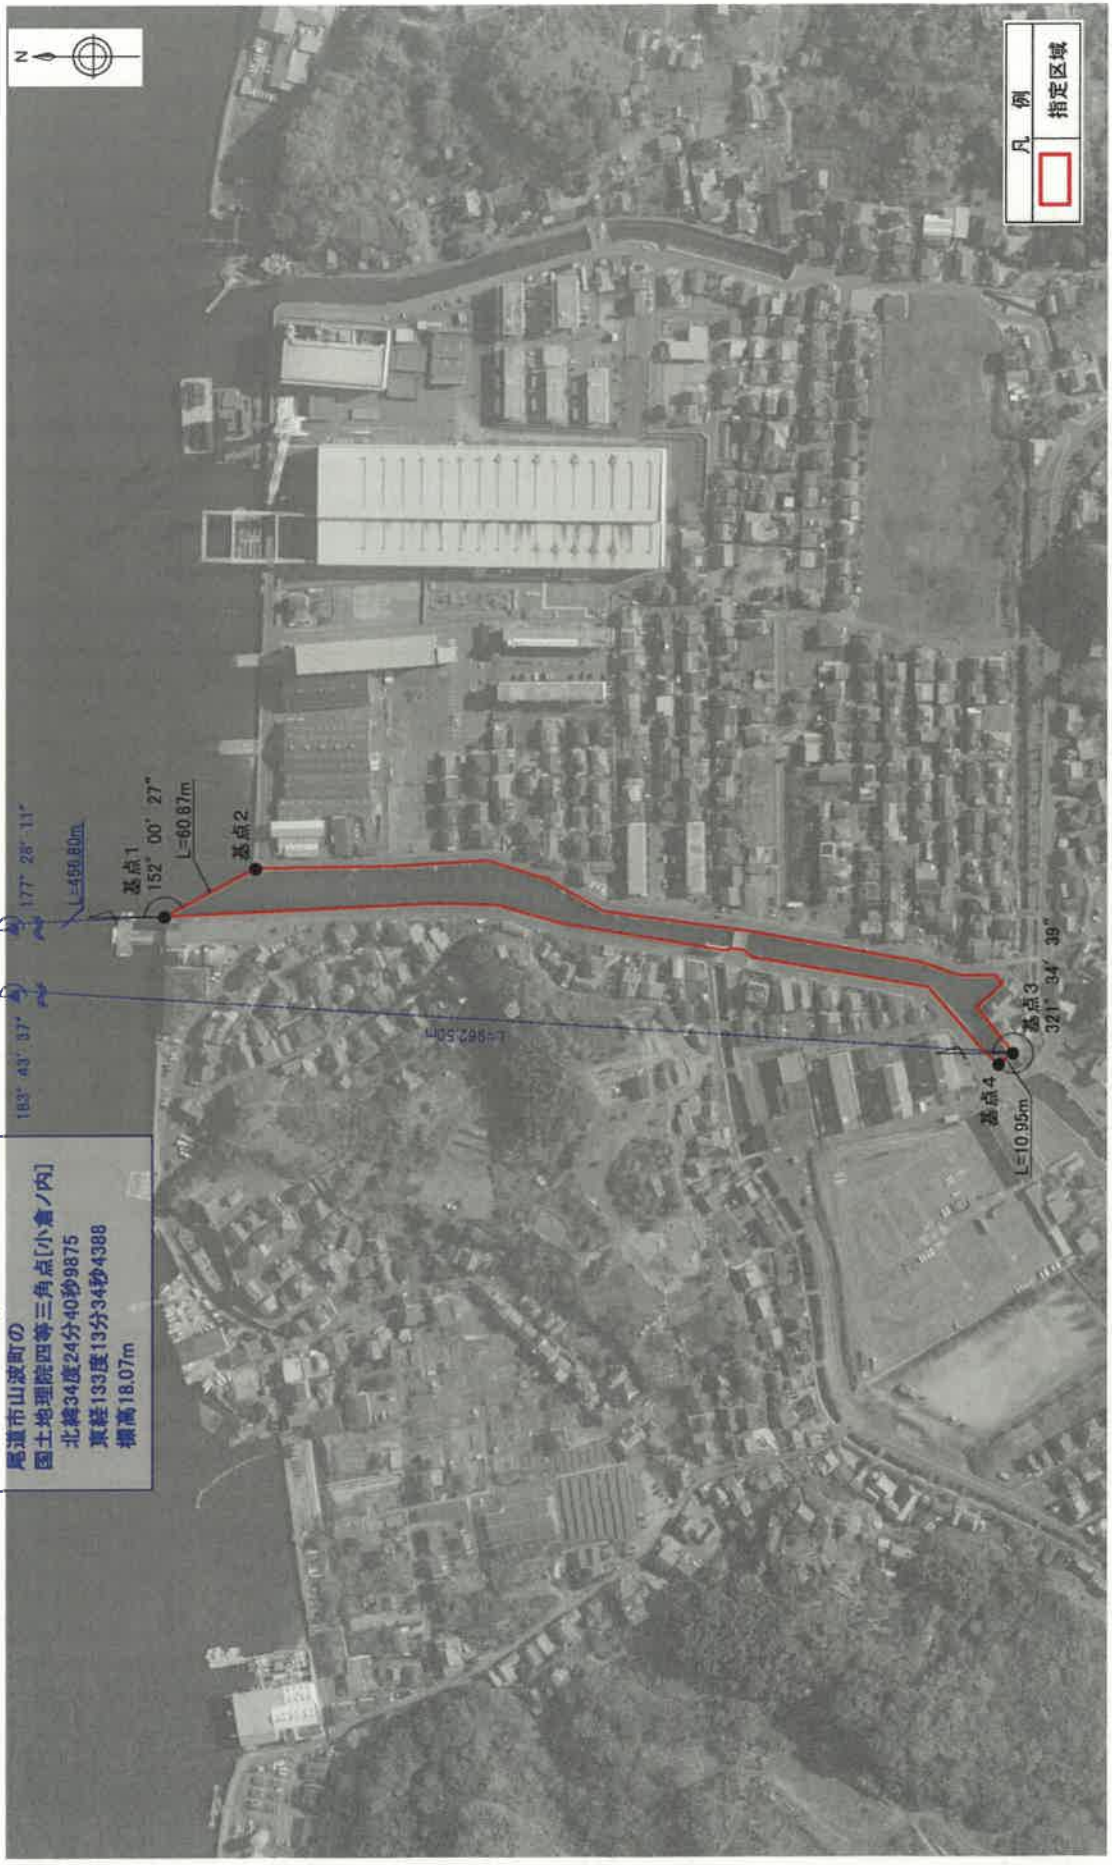 N
凡 例
指定区域
尾道市山波町の
国土地理院四等三角点[小倉ノ内]
北緯34度24分40秒9875
東経133度13分34秒4388
標高18.07m
183° 43′ 37″
177° 28′ 11″
L=456.80m
基点1
152° 00′ 27″
L=60.87m
基点2
L=962.50m
基点3
321° 34′ 39″
基点4
L=10.95m